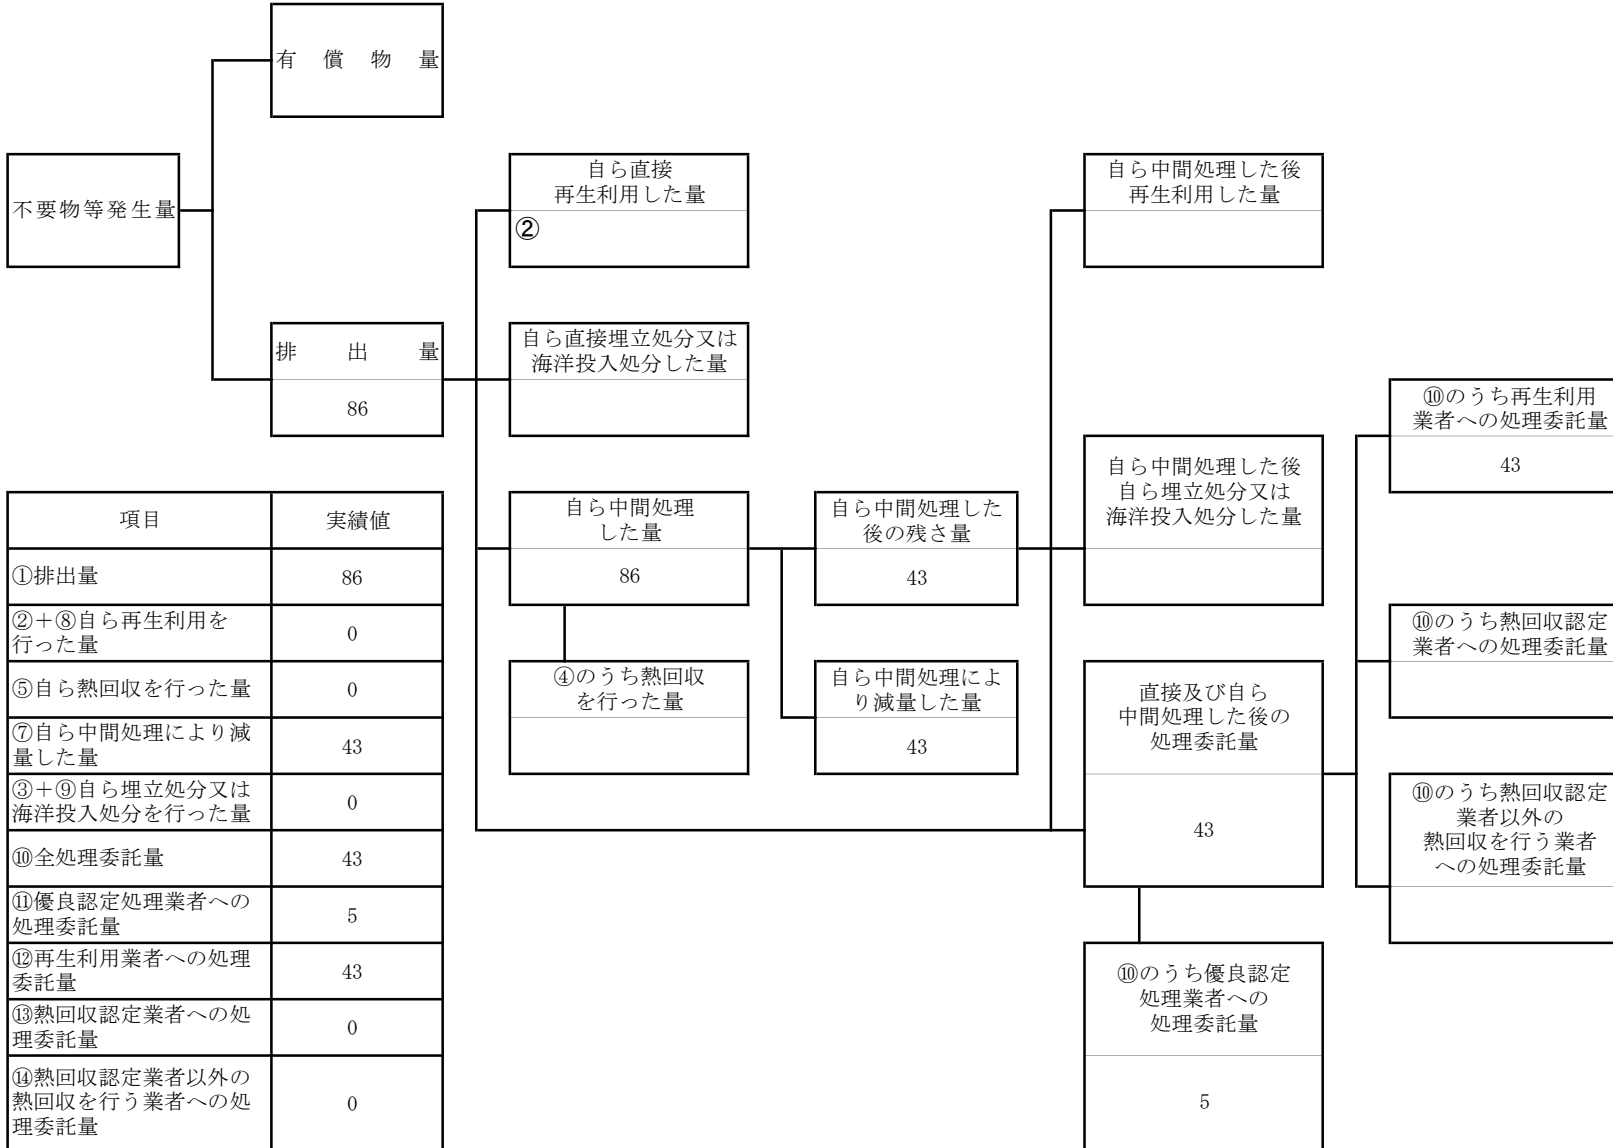 有償物量
不要物等発生量
自ら直接
再生利用した量
②
自ら中間処理した後
再生利用した量
排出量
86
自ら直接埋立処分又は
海洋投入処分した量
⑩のうち再生利用
業者への処理委託量
43
自ら中間処理
した量
86
自ら中間処理した
後の残さ量
43
自ら中間処理した後
自ら埋立処分又は
海洋投入処分した量
④のうち熱回収
を行った量
自ら中間処理によ
り減量した量
43
直接及び自ら
中間処理した後の
処理委託量
43
⑩のうち熱回収認定
業者への処理委託量
⑩のうち熱回収認定
業者以外の
熱回収を行う業者
への処理委託量
⑩のうち優良認定
処理業者への
処理委託量
5
項目 実績値
①排出量 86
②+⑧自ら再生利用を
行った量 0
⑤自ら熱回収を行った量 0
⑦自ら中間処理により減
量した量 43
③+⑨自ら埋立処分又は
海洋投入処分を行った量 0
⑩全処理委託量 43
⑪優良認定処理業者への
処理委託量 5
⑫再生利用業者への処理
委託量 43
⑬熱回収認定業者への処
理委託量 0
⑭熱回収認定業者以外の
熱回収を行う業者への処
理委託量 0